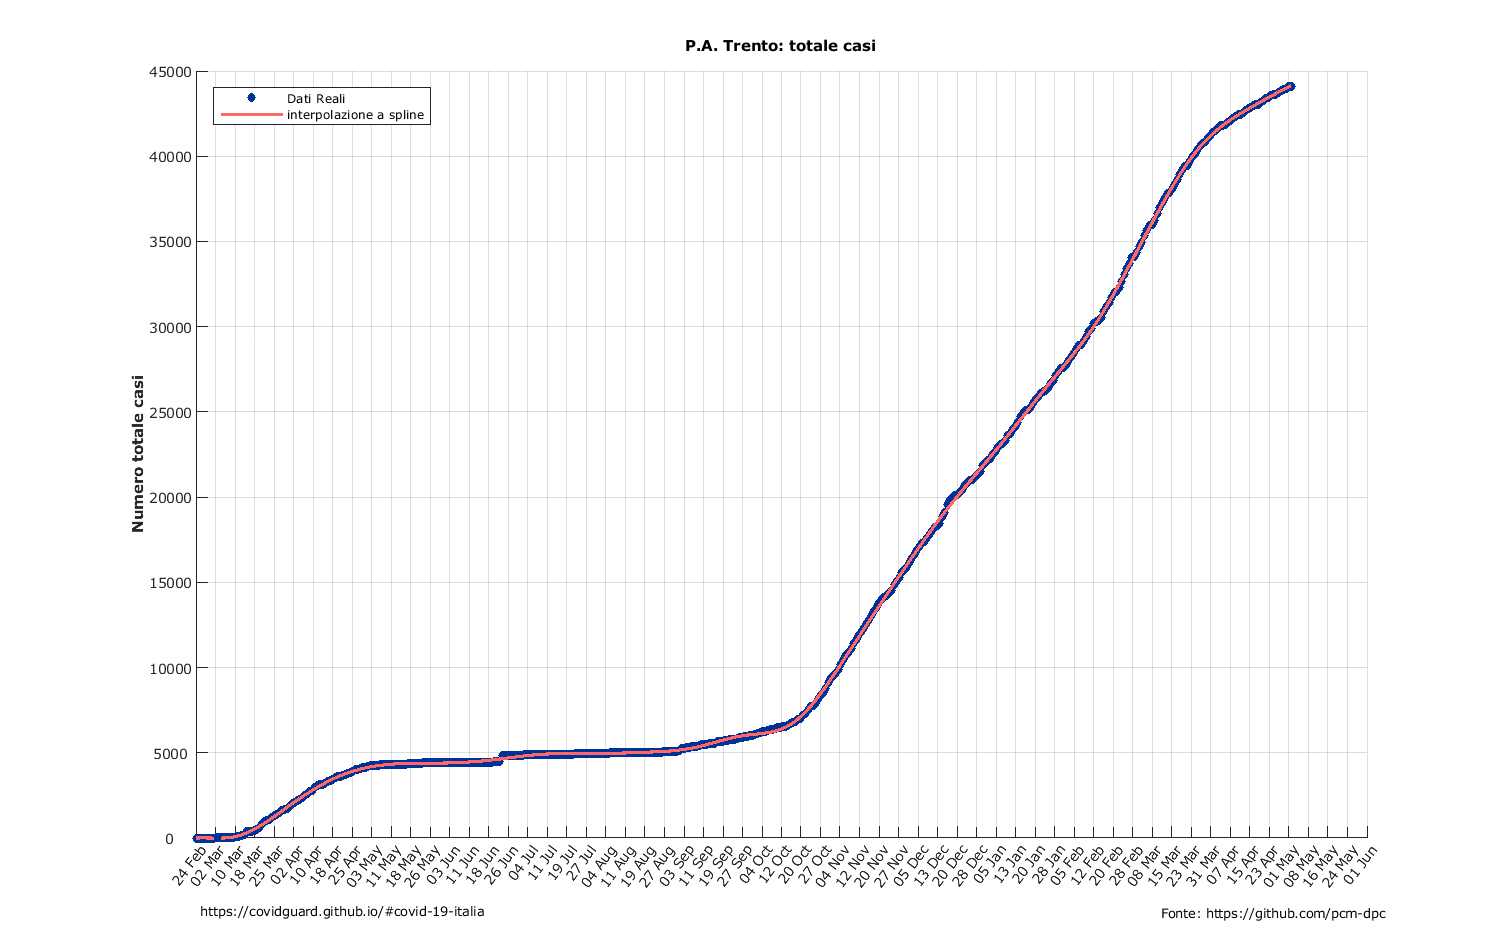 P.A. Trento: totale casi
Dati Reali
interpolazione a spline
Numero totale casi
45000
40000
35000
30000
25000
20000
15000
10000
5000
0
24 Feb
02 Mar
10 Mar
18 Mar
25 Mar
02 Apr
10 Apr
18 Apr
25 Apr
03 May
11 May
18 May
26 May
03 Jun
11 Jun
18 Jun
26 Jun
04 Jul
11 Jul
19 Jul
27 Jul
04 Aug
11 Aug
19 Aug
27 Aug
03 Sep
11 Sep
19 Sep
27 Sep
04 Oct
12 Oct
20 Oct
27 Oct
04 Nov
12 Nov
20 Nov
27 Nov
05 Dec
13 Dec
20 Dec
28 Dec
05 Jan
13 Jan
20 Jan
28 Jan
05 Feb
12 Feb
20 Feb
28 Feb
08 Mar
15 Mar
23 Mar
31 Mar
07 Apr
15 Apr
23 Apr
01 May
08 May
16 May
24 May
01 Jun
https://covidguard.github.io/#covid-19-italia
Fonte: https://github.com/pcm-dpc